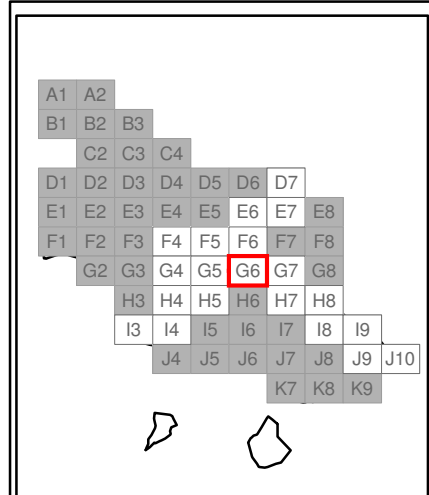 A1 A2
B1 B2 B3
C2 C3 C4
D1 D2 D3 D4 D5 D6 D7
E1 E2 E3 E4 E5 E6 E7 E8
F1 F2 F3 F4 F5 F6 F7 F8
G2 G3 G4 G5 G6 G7 G8
H3 H4 H5 H6 H7 H8
I3 I4 I5 I6 I7 I8 I9
J4 J5 J6 J7 J8 J9 J10
K7 K8 K9